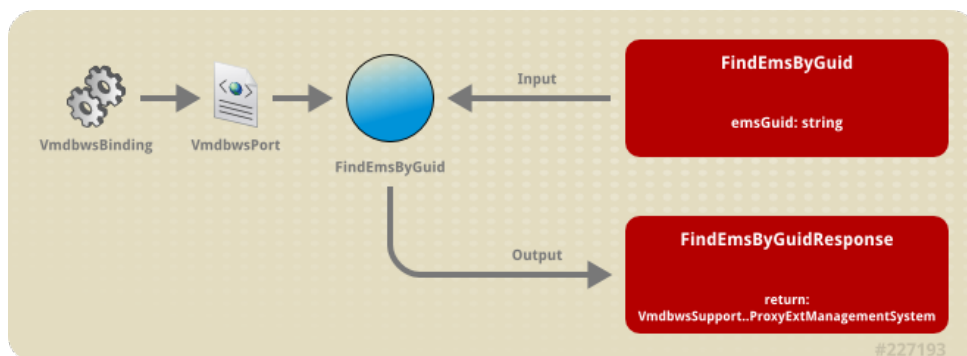 FindEmsByGuid
Input
emsGuid: string
VmdbwsBinding
VmdbwsPort
FindEmsByGuid
FindEmsByGuidResponse
Output
return:
VmdbwsSupport..ProxyExtManagementSystem
#227193